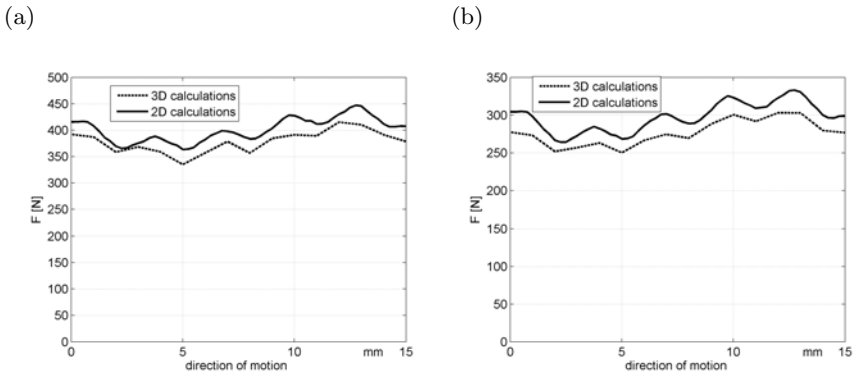 (a)
500
450
400
350
300
250
200
150
100
50
0
F [N]
3D calculations
2D calculations
0 5 10 mm 15
direction of motion
(b)
350
300
250
200
150
100
50
0
F [N]
3D calculations
2D calculations
0 5 10 mm 15
direction of motion